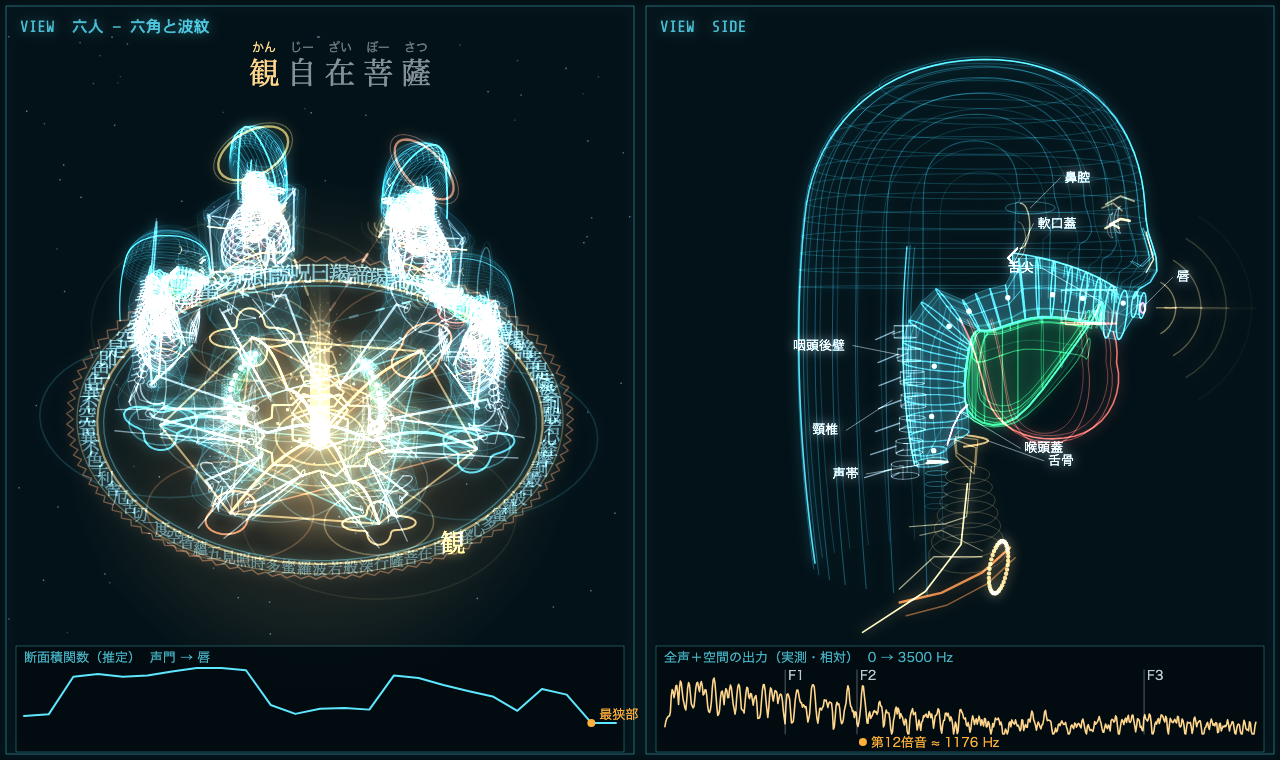 VIEW 六人 — 六角と波紋
かん じー ざい ぼー さつ
観自在菩薩
観
断面積関数（推定） 声門 → 唇
最狭部
VIEW SIDE
鼻腔
軟口蓋
舌尖
唇
咽頭後壁
頸椎
喉頭蓋
舌骨
声帯
全声＋空間の出力（実測・相対） 0 → 3500 Hz
F1
F2
F3
第12倍音 ≈ 1176 Hz